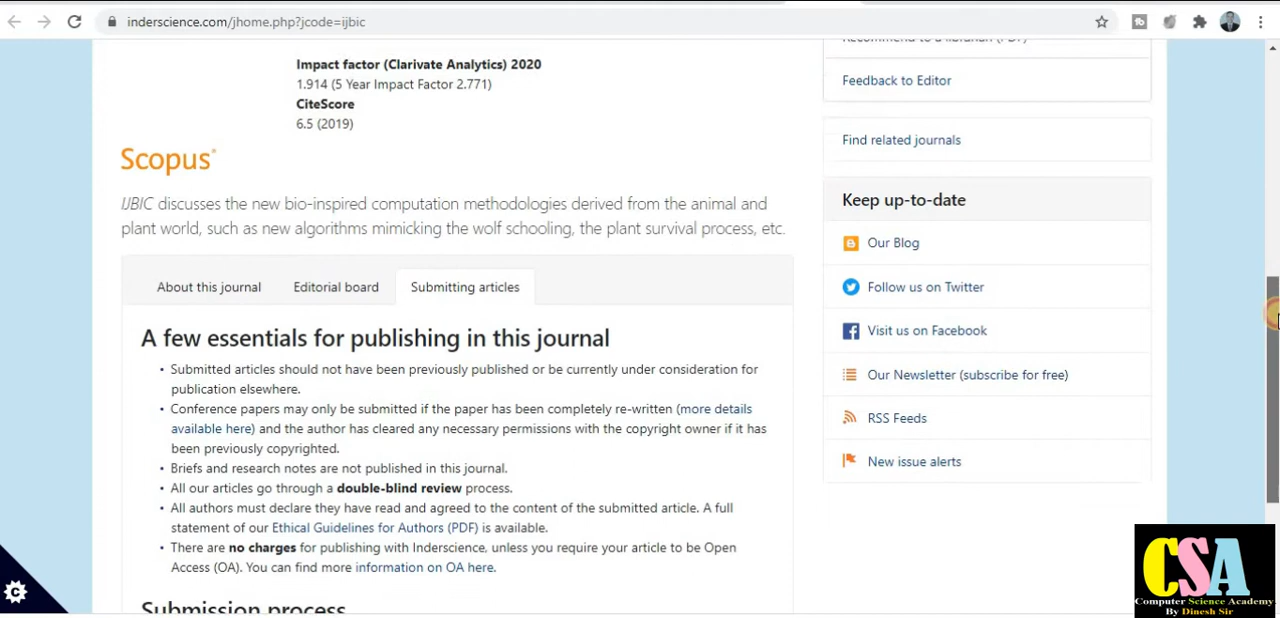 inderscience.com/jhome.php?jcode=ijbic
Impact factor (Clarivate Analytics) 2020
1.914 (5 Year Impact Factor 2.771)
CiteScore
6.5 (2019)
Scopus®
IJBIC discusses the new bio-inspired computation methodologies derived from the animal and
plant world, such as new algorithms mimicking the wolf schooling, the plant survival process, etc.
About this journal Editorial board Submitting articles
A few essentials for publishing in this journal
• Submitted articles should not have been previously published or be currently under consideration for
publication elsewhere.
• Conference papers may only be submitted if the paper has been completely re-written (more details
available here) and the author has cleared any necessary permissions with the copyright owner if it has
been previously copyrighted.
• Briefs and research notes are not published in this journal.
• All our articles go through a double-blind review process.
• All authors must declare they have read and agreed to the content of the submitted article. A full
statement of our Ethical Guidelines for Authors (PDF) is available.
• There are no charges for publishing with Inderscience, unless you require your article to be Open
Access (OA). You can find more information on OA here.
Submission process
Recommend to a librarian (PDF)
Feedback to Editor
Find related journals
Keep up-to-date
Our Blog
Follow us on Twitter
Visit us on Facebook
Our Newsletter (subscribe for free)
RSS Feeds
New issue alerts
CSA
Computer Science Academy
By Dinesh Sir